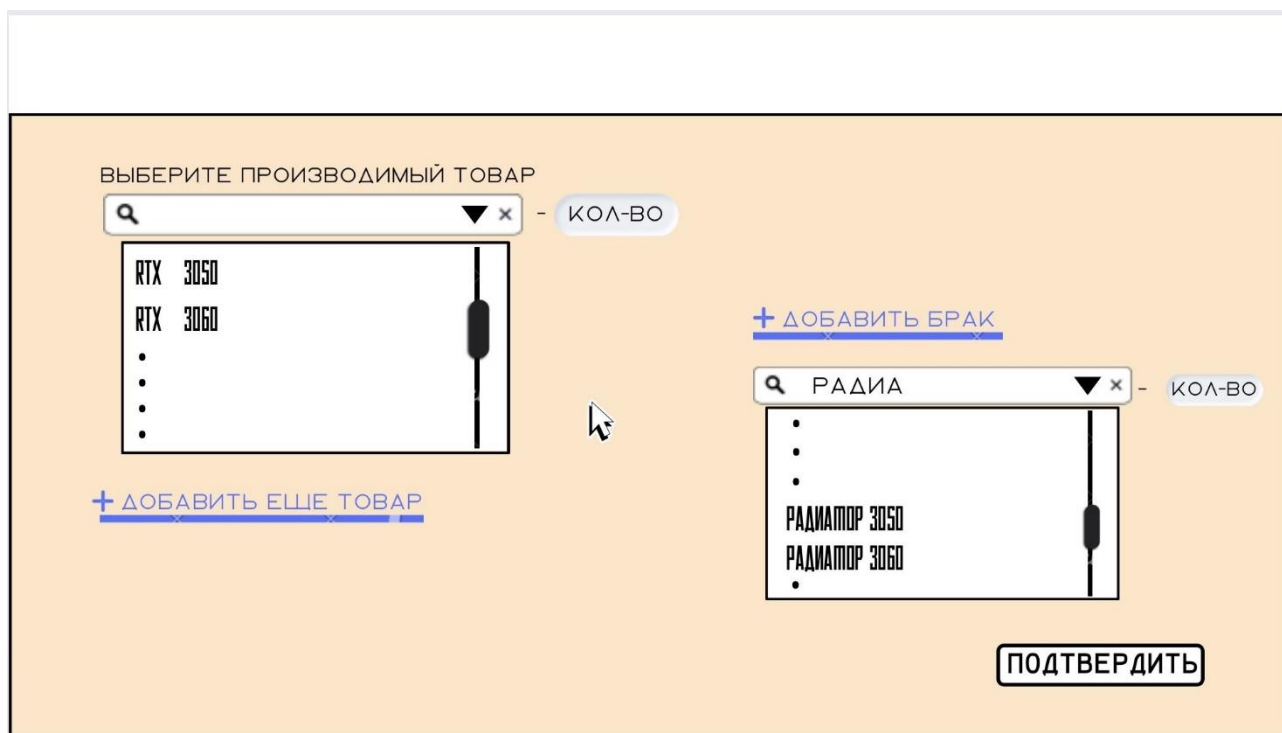 ВЫБЕРИТЕ ПРОИЗВОДИМЫЙ ТОВАР
- КОЛ-ВО
RTX 3050
RTX 3060
+ ДОБАВИТЬ ЕЩЕ ТОВАР
+ ДОБАВИТЬ БРАК
РАДИА - КОЛ-ВО
РАДИАТОР 3050
РАДИАТОР 3060
ПОДТВЕРДИТЬ